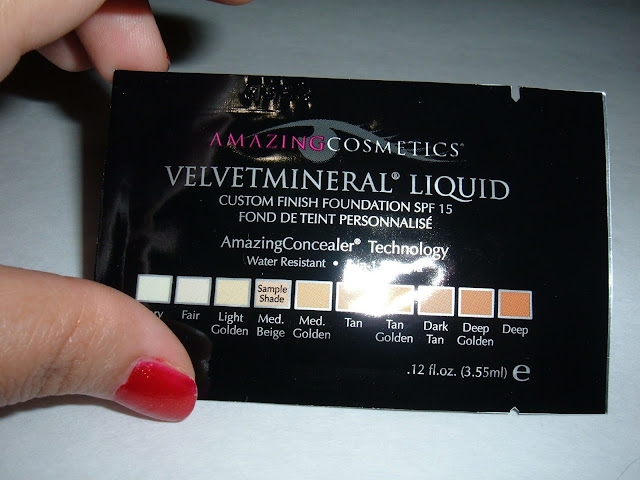 AMAZINGCOSMETICS®
VELVETMINERAL® LIQUID
CUSTOM FINISH FOUNDATION SPF 15
FOND DE TEINT PERSONNALISÉ
AmazingConcealer® Technology
Water Resistant •
Sample Shade
Fair Light Golden Med. Beige Med. Golden Tan Tan Golden Dark Tan Deep Golden Deep
.12 fl.oz. (3.55ml) e